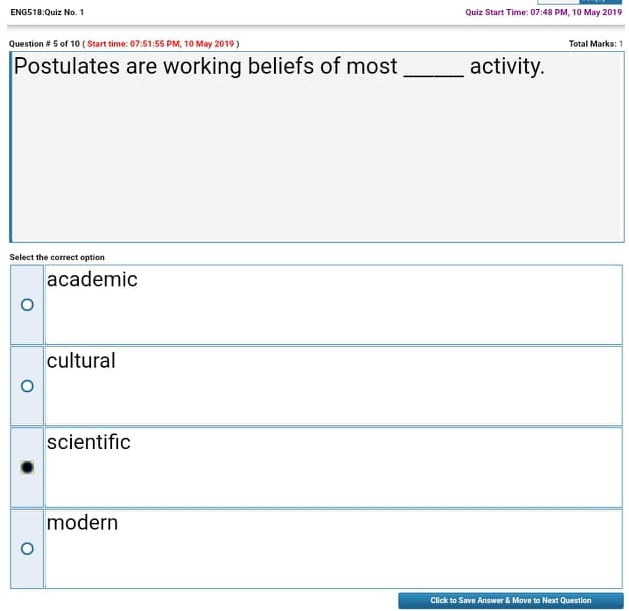 ENG518:Quiz No. 1
Quiz Start Time: 07:48 PM, 10 May 2019
Question # 5 of 10 ( Start time: 07:51:55 PM, 10 May 2019 )
Total Marks: 1
Postulates are working beliefs of most ______ activity.
Select the correct option
academic
cultural
scientific
modern
Click to Save Answer & Move to Next Question